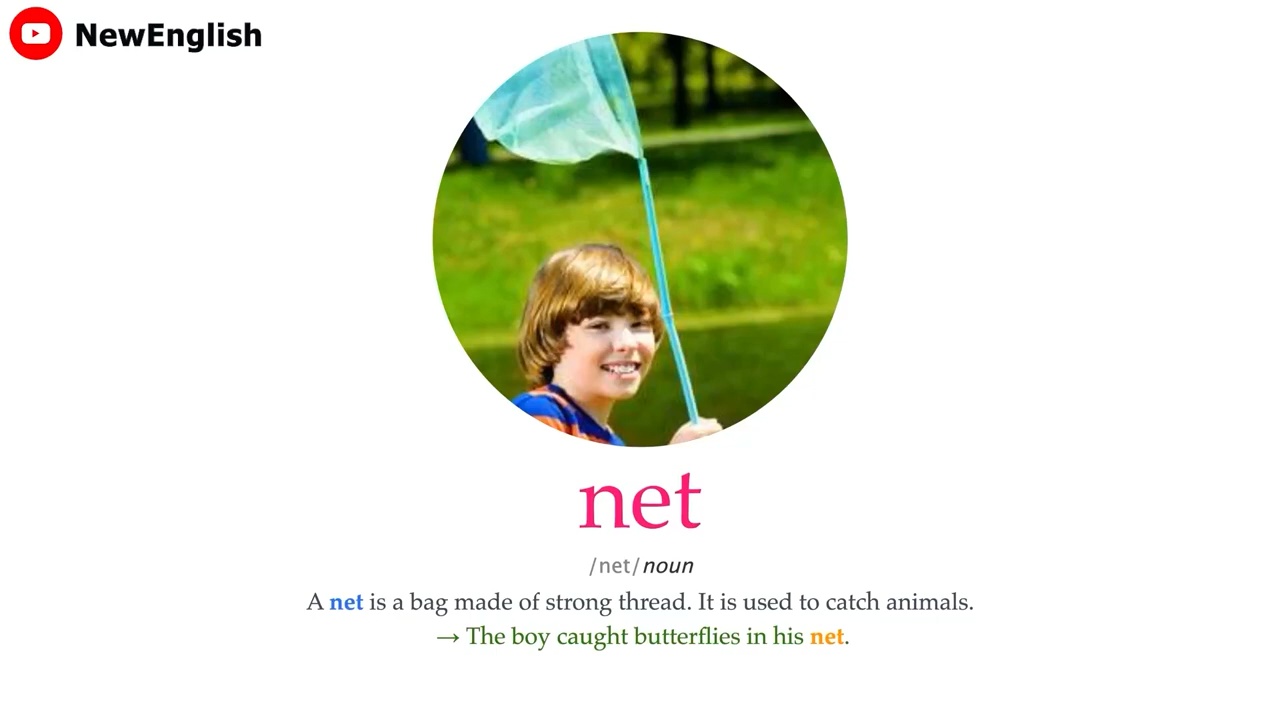 NewEnglish
net
/net/noun
A net is a bag made of strong thread. It is used to catch animals.
→ The boy caught butterflies in his net.